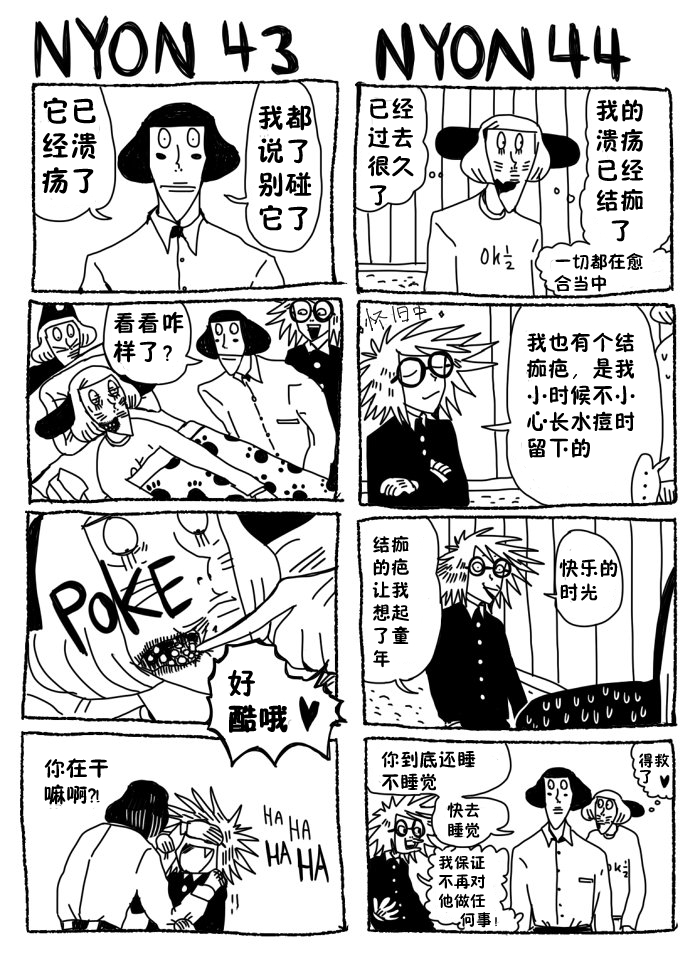 NYON 43
它已
经溃
疡了
我都
说了
别碰
它了
看看咋
样了?
POKE
好
酷哦♥
你在干
嘛啊?!
HA HA
HA HA
NYON 44
已经
过去
很久
了
我的
溃疡
已经
结痂
了
Ok½
一切都在愈
合当中
怀旧中
我也有个结
痂疤,是我
小时候不小
心长水痘时
留下的
...
结痂
的疤
让我
想起
了童
年
快乐的
时光
你到底还睡
不睡觉
快去
睡觉
我保证
不再对
他做任
何事!
得救
了♥
Ok½